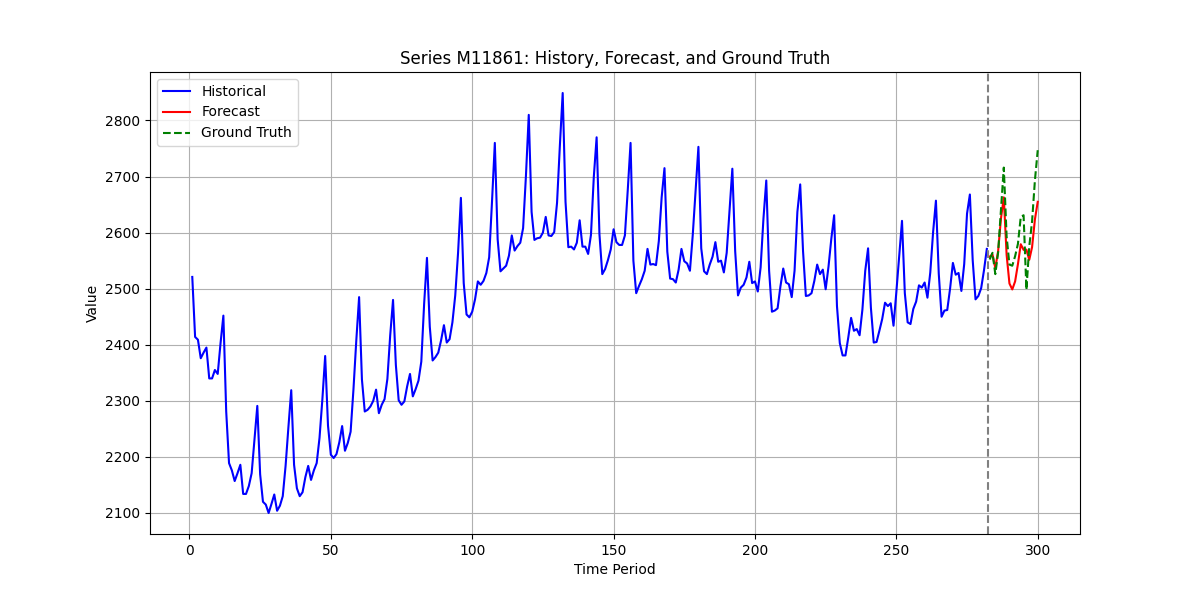 Series M11861: History, Forecast, and Ground Truth
Historical
Forecast
Ground Truth
Value
2800
2700
2600
2500
2400
2300
2200
2100
0 50 100 150 200 250 300
Time Period